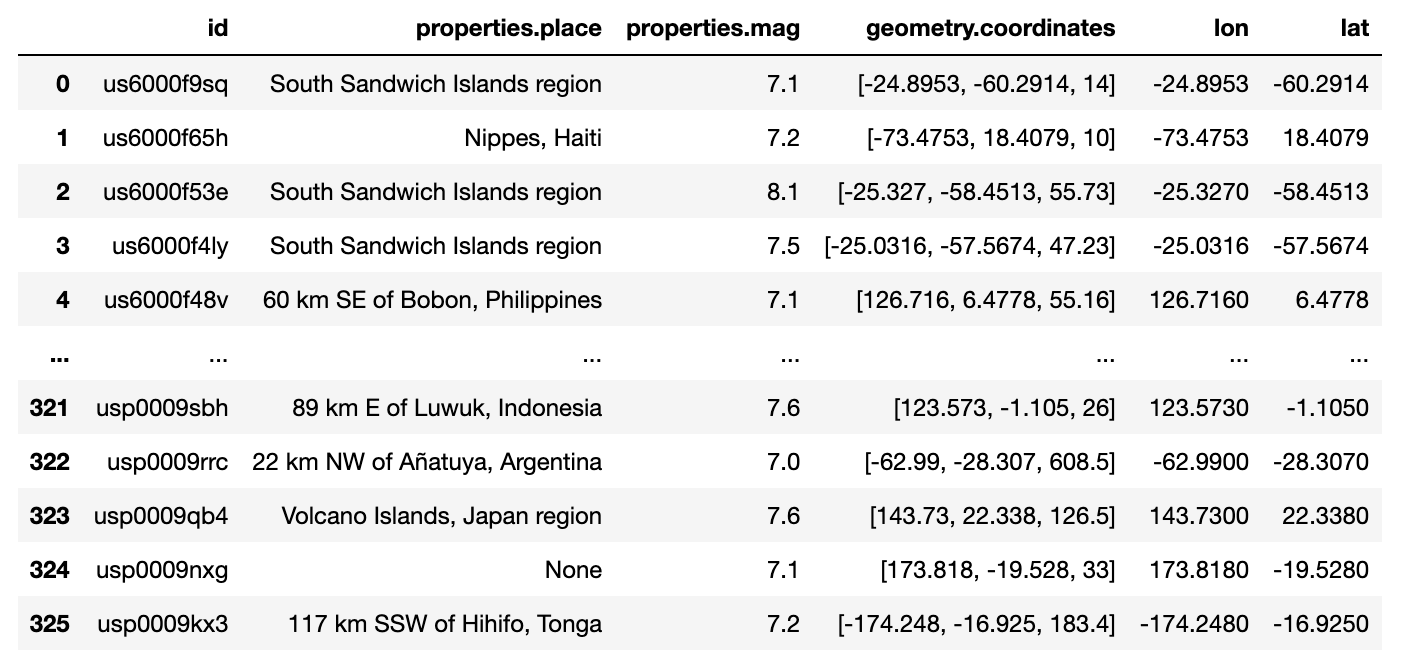 id properties.place properties.mag geometry.coordinates lon lat
0 us6000f9sq South Sandwich Islands region 7.1 [-24.8953, -60.2914, 14] -24.8953 -60.2914
1 us6000f65h Nippes, Haiti 7.2 [-73.4753, 18.4079, 10] -73.4753 18.4079
2 us6000f53e South Sandwich Islands region 8.1 [-25.327, -58.4513, 55.73] -25.3270 -58.4513
3 us6000f4ly South Sandwich Islands region 7.5 [-25.0316, -57.5674, 47.23] -25.0316 -57.5674
4 us6000f48v 60 km SE of Bobon, Philippines 7.1 [126.716, 6.4778, 55.16] 126.7160 6.4778
... ... ... ... ... ... ...
321 usp0009sbh 89 km E of Luwuk, Indonesia 7.6 [123.573, -1.105, 26] 123.5730 -1.1050
322 usp0009rrc 22 km NW of Añatuya, Argentina 7.0 [-62.99, -28.307, 608.5] -62.9900 -28.3070
323 usp0009qb4 Volcano Islands, Japan region 7.6 [143.73, 22.338, 126.5] 143.7300 22.3380
324 usp0009nxg None 7.1 [173.818, -19.528, 33] 173.8180 -19.5280
325 usp0009kx3 117 km SSW of Hihifo, Tonga 7.2 [-174.248, -16.925, 183.4] -174.2480 -16.9250